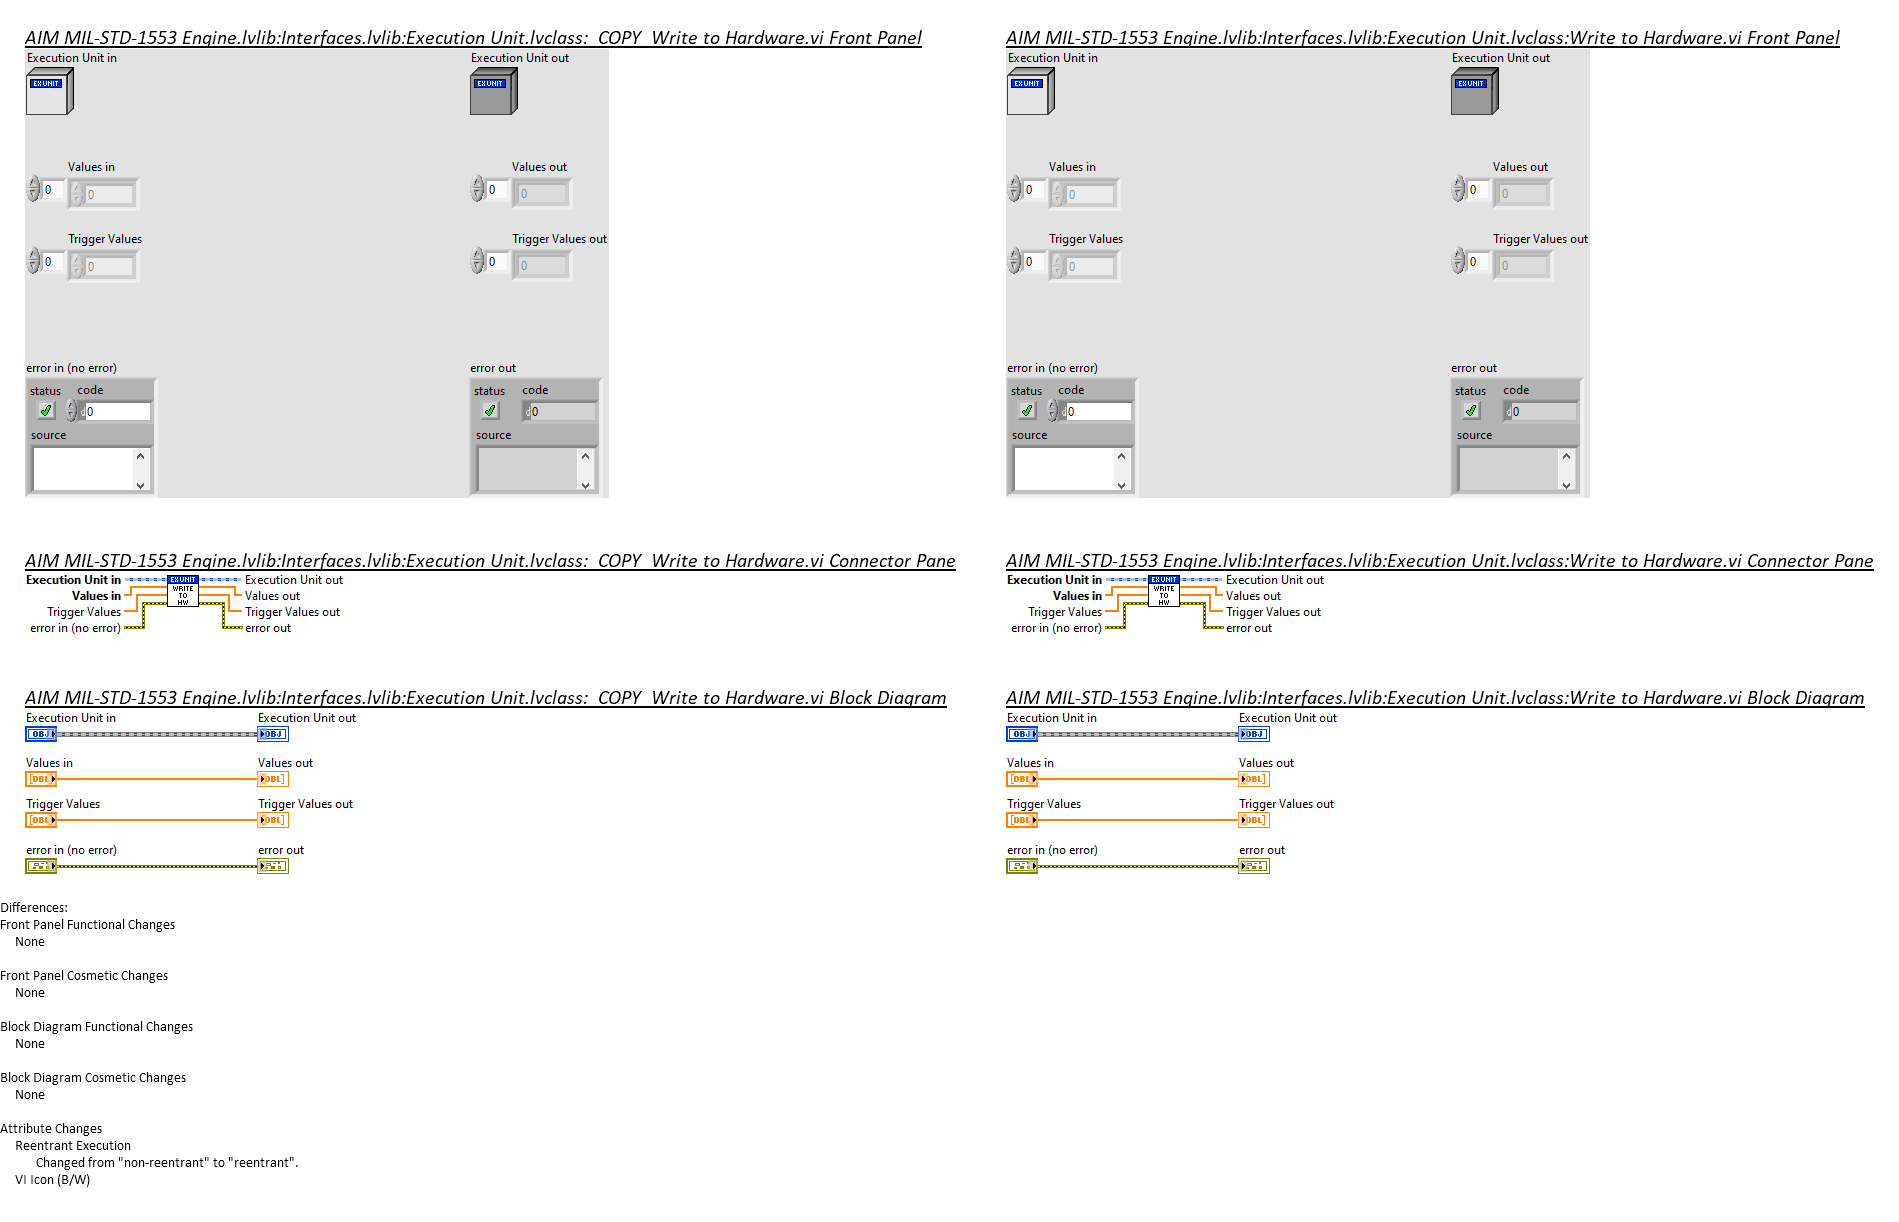 AIM MIL-STD-1553 Engine.lvlib:Interfaces.lvlib:Execution Unit.lvclass:  COPY  Write to Hardware.vi Front Panel
Execution Unit in
Execution Unit out
EX UNIT
EX UNIT
Values in
Values out
0
0
0
0
Trigger Values
Trigger Values out
0
0
0
0
error in (no error)
error out
status code
status code
d0
d0
source
source
AIM MIL-STD-1553 Engine.lvlib:Interfaces.lvlib:Execution Unit.lvclass:Write to Hardware.vi Front Panel
Execution Unit in
Execution Unit out
EX UNIT
EX UNIT
Values in
Values out
0
0
0
0
Trigger Values
Trigger Values out
0
0
0
0
error in (no error)
error out
status code
status code
d0
d0
source
source
AIM MIL-STD-1553 Engine.lvlib:Interfaces.lvlib:Execution Unit.lvclass:  COPY  Write to Hardware.vi Connector Pane
Execution Unit in
Values in
Trigger Values
error in (no error)
EX UNIT
WRITE
TO
HW
Execution Unit out
Values out
Trigger Values out
error out
AIM MIL-STD-1553 Engine.lvlib:Interfaces.lvlib:Execution Unit.lvclass:Write to Hardware.vi Connector Pane
Execution Unit in
Values in
Trigger Values
error in (no error)
EX UNIT
WRITE
TO
HW
Execution Unit out
Values out
Trigger Values out
error out
AIM MIL-STD-1553 Engine.lvlib:Interfaces.lvlib:Execution Unit.lvclass:  COPY  Write to Hardware.vi Block Diagram
Execution Unit in
Execution Unit out
OBJ
OBJ
Values in
Values out
[DBL
DBL]
Trigger Values
Trigger Values out
[DBL
DBL]
error in (no error)
error out
AIM MIL-STD-1553 Engine.lvlib:Interfaces.lvlib:Execution Unit.lvclass:Write to Hardware.vi Block Diagram
Execution Unit in
Execution Unit out
OBJ
OBJ
Values in
Values out
[DBL
DBL]
Trigger Values
Trigger Values out
[DBL
DBL]
error in (no error)
error out
Differences:
Front Panel Functional Changes
None
Front Panel Cosmetic Changes
None
Block Diagram Functional Changes
None
Block Diagram Cosmetic Changes
None
Attribute Changes
Reentrant Execution
Changed from "non-reentrant" to "reentrant".
VI Icon (B/W)